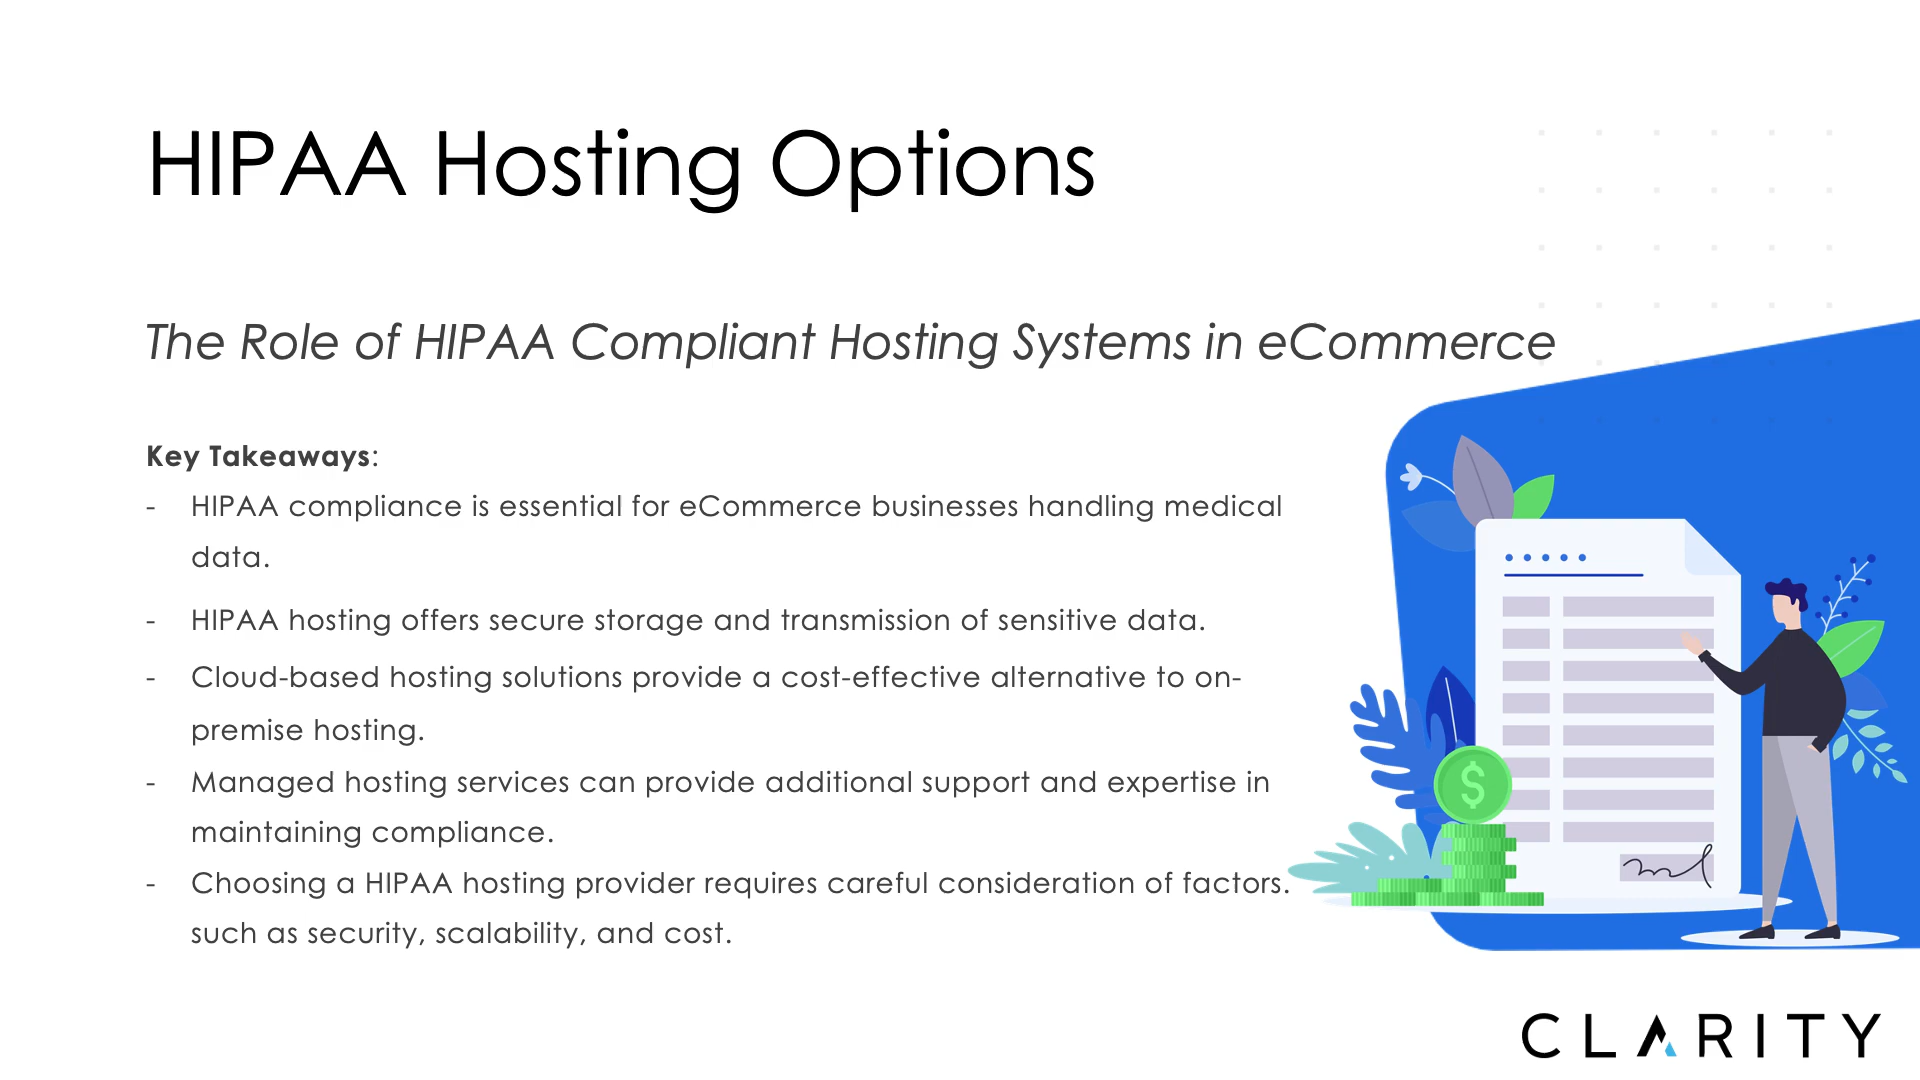 HIPAA Hosting Options
The Role of HIPAA Compliant Hosting Systems in eCommerce
Key Takeaways:
- HIPAA compliance is essential for eCommerce businesses handling medical
data.
- HIPAA hosting offers secure storage and transmission of sensitive data.
- Cloud-based hosting solutions provide a cost-effective alternative to on-
premise hosting.
- Managed hosting services can provide additional support and expertise in
maintaining compliance.
- Choosing a HIPAA hosting provider requires careful consideration of factors.
such as security, scalability, and cost.
$
CLARITY